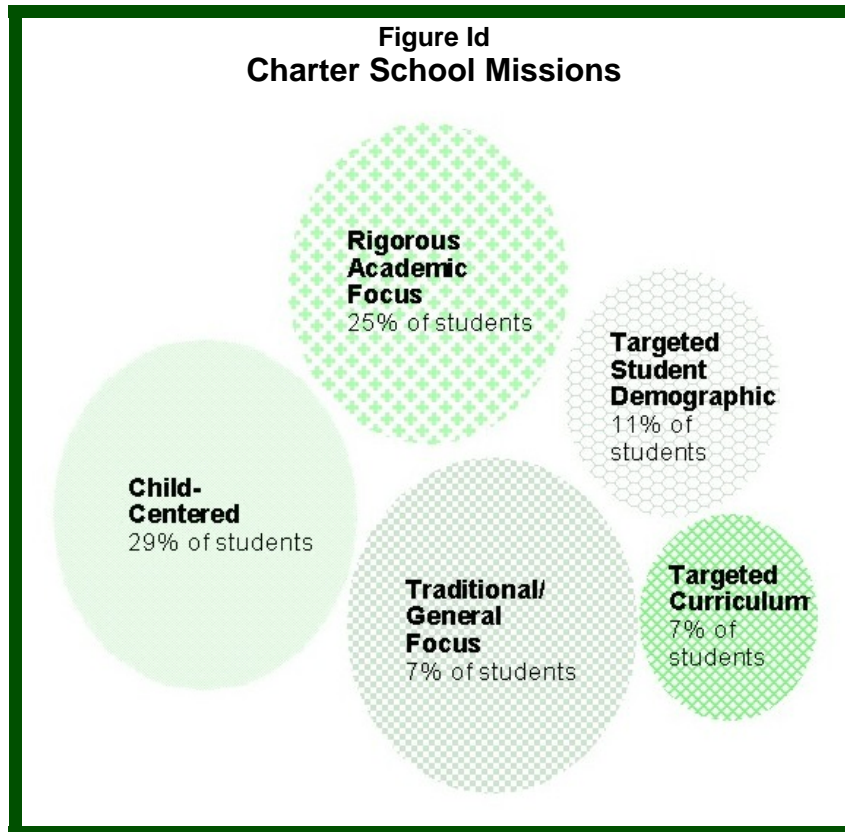 Figure Id
Charter School Missions
Rigorous
Academic
Focus
25% of students
Targeted
Student
Demographic
11% of
students
Child-
Centered
29% of students
Traditional/
General
Focus
7% of students
Targeted
Curriculum
7% of
students